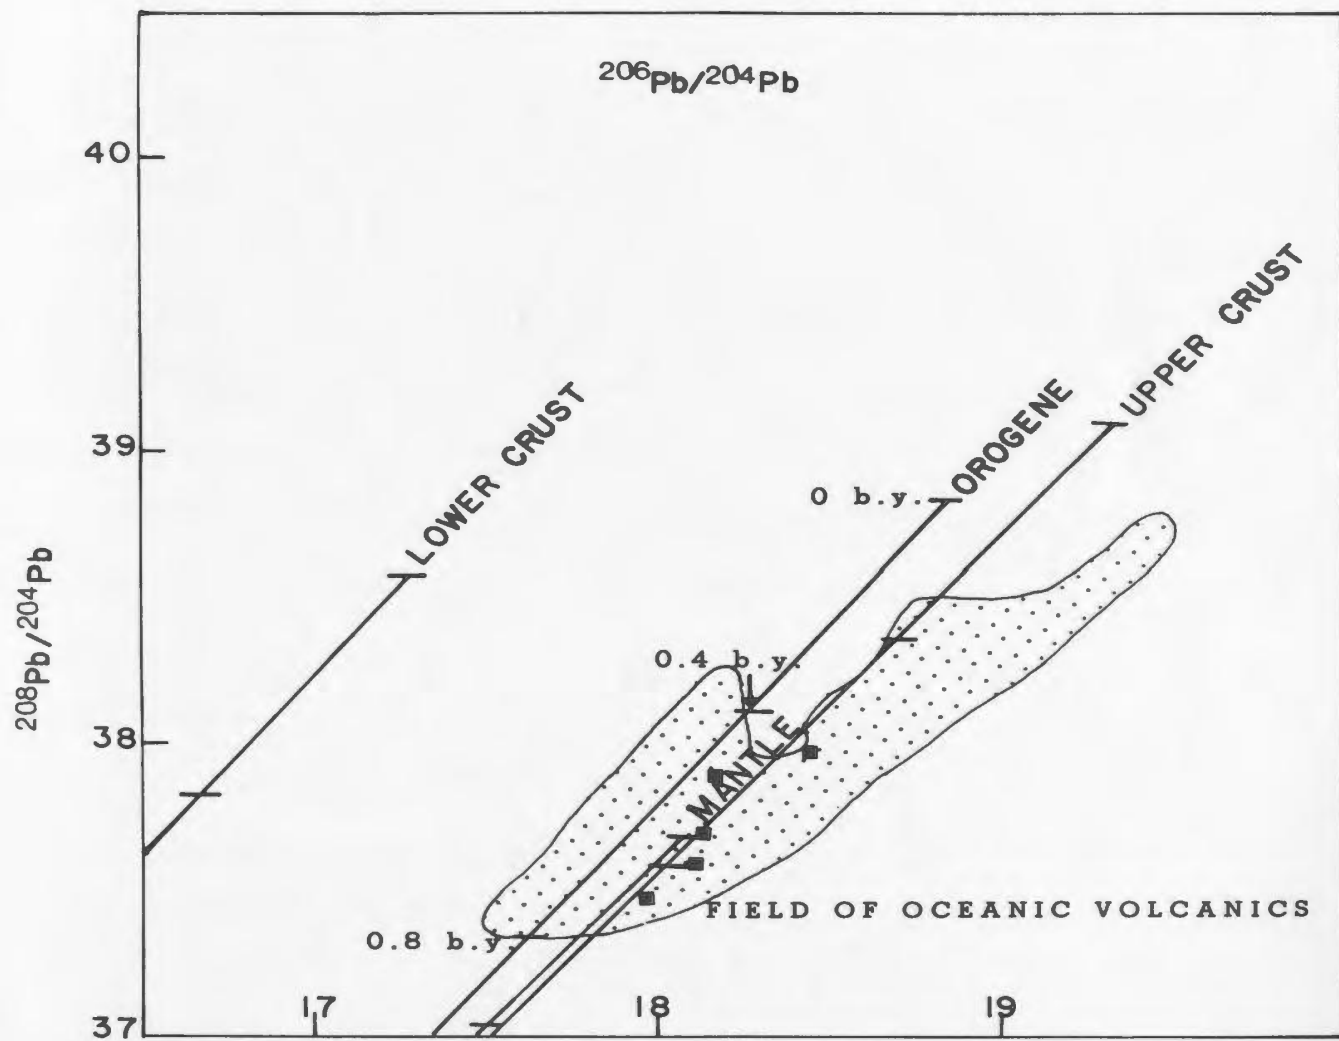 206Pb/204Pb
40
UPPER CRUST
OROGENE
39
LOWER CRUST
0 b.y.
208Pb/204Pb
0.4 b.y.
38
MANTLE
FIELD OF OCEANIC VOLCANICS
0.8 b.y
17
18
19
37